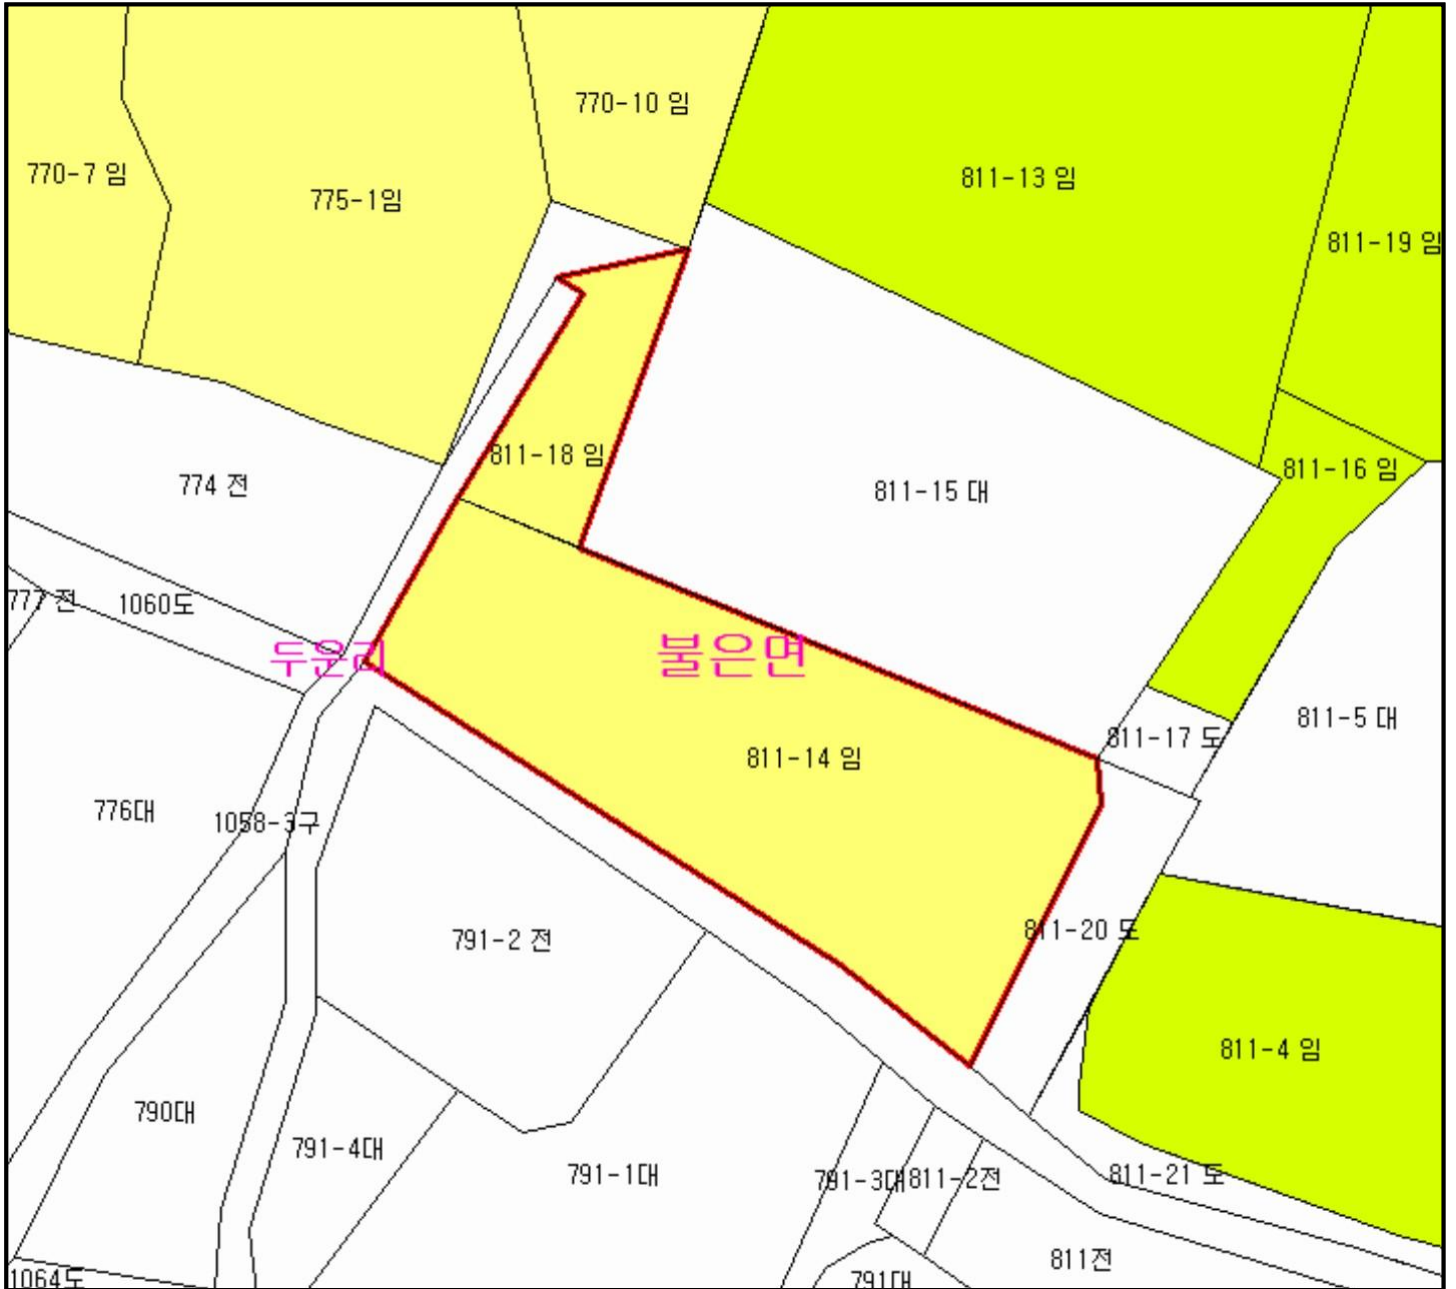 770-10 임
770-7 임
811-13 임
775-1임
811-19 임
811-18 임
811-16 임
774 전
811-15 대
777 전
1060도
두운리
불은면
811-5 대
811-17 도
811-14 임
776대
1058-3구
811-20 도
791-2 전
811-4 임
790대
791-4대
791-1대
791-3대
811-2전
811-21 도
811전
1064도
791대